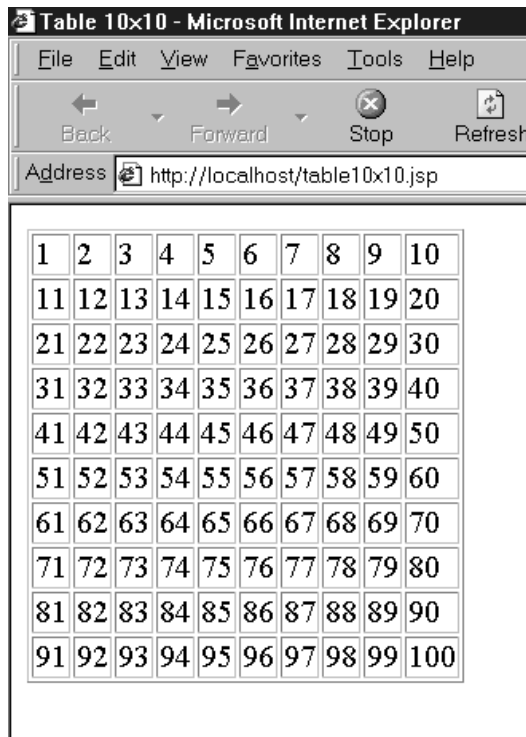 Table 10x10 - Microsoft Internet Explorer
File Edit View Favorites Tools Help
Back Forward Stop Refresh
Address http://localhost/table10x10.jsp
1 2 3 4 5 6 7 8 9 10
11 12 13 14 15 16 17 18 19 20
21 22 23 24 25 26 27 28 29 30
31 32 33 34 35 36 37 38 39 40
41 42 43 44 45 46 47 48 49 50
51 52 53 54 55 56 57 58 59 60
61 62 63 64 65 66 67 68 69 70
71 72 73 74 75 76 77 78 79 80
81 82 83 84 85 86 87 88 89 90
91 92 93 94 95 96 97 98 99 100